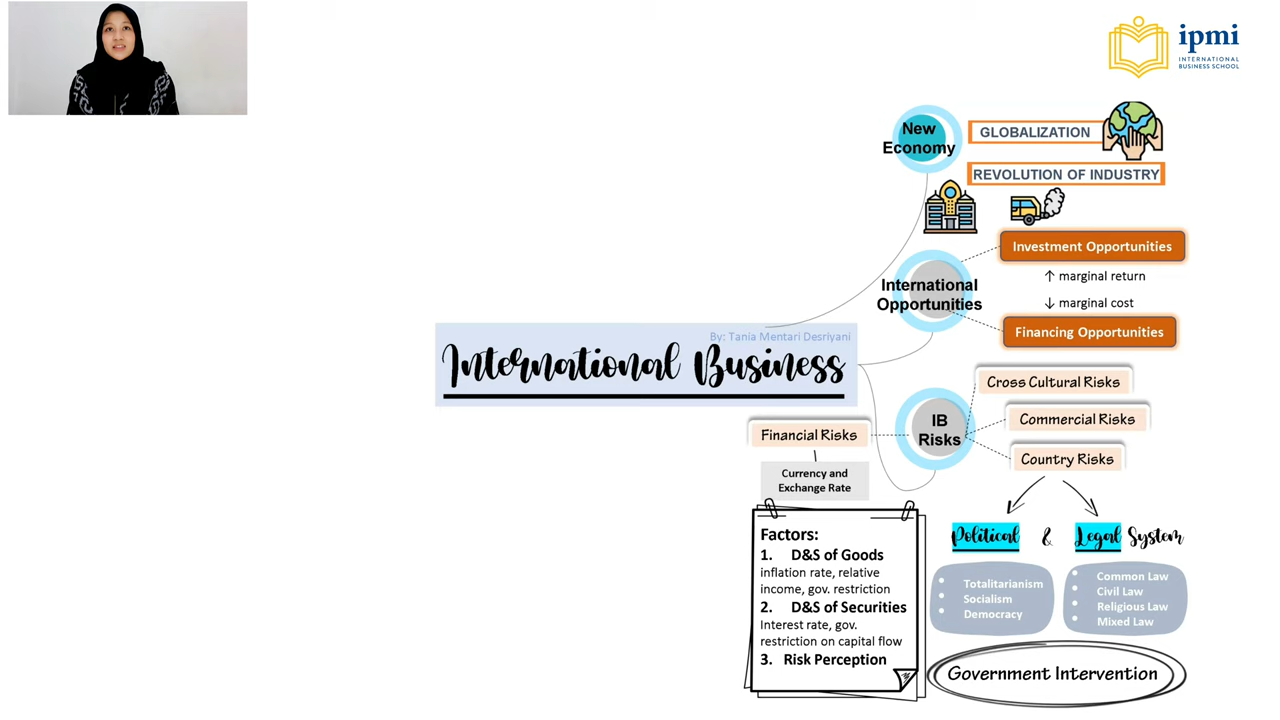 ipmi
INTERNATIONAL
BUSINESS SCHOOL
New
Economy
GLOBALIZATION
REVOLUTION OF INDUSTRY
International
Opportunities
Investment Opportunities
↑ marginal return
↓ marginal cost
Financing Opportunities
By: Tania Mentari Desriyani
International Business
IB
Risks
Cross Cultural Risks
Commercial Risks
Country Risks
Financial Risks
Currency and
Exchange Rate
Factors:
1. D&S of Goods
inflation rate, relative
income, gov. restriction
2. D&S of Securities
Interest rate, gov.
restriction on capital flow
3. Risk Perception
Political & Legal System
• Totalitarianism
• Socialism
• Democracy
• Common Law
• Civil Law
• Religious Law
• Mixed Law
Government Intervention